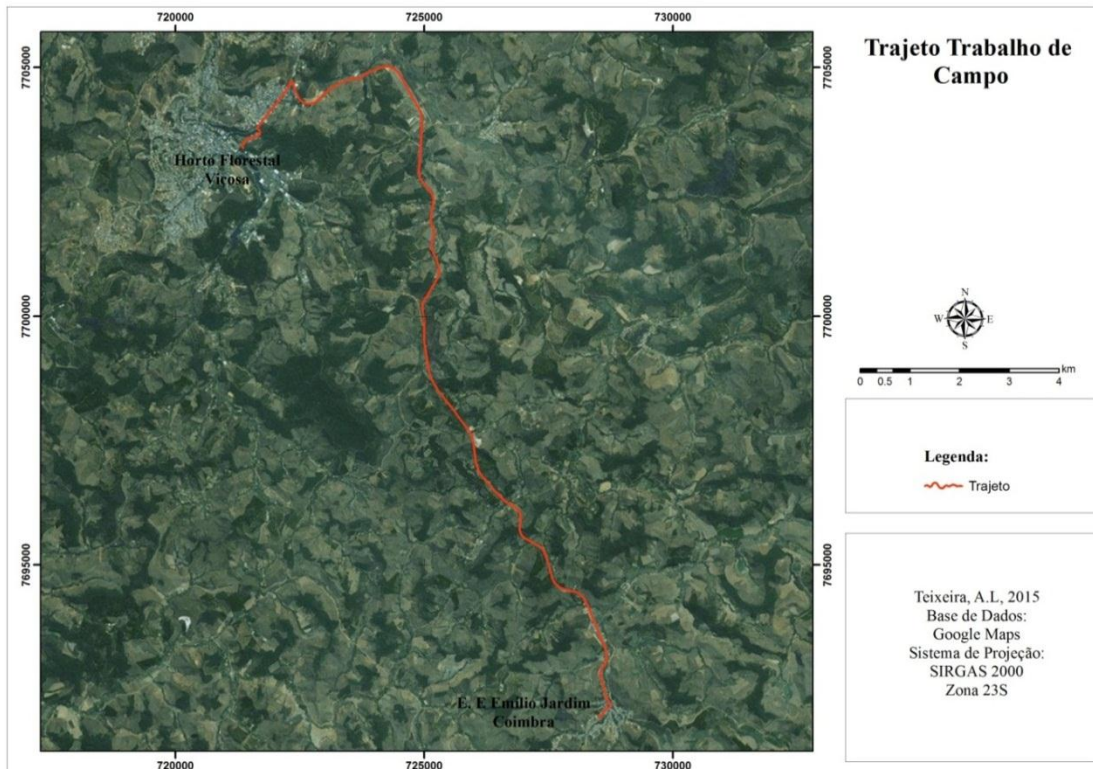 720000
725000
730000
7705000
7705000
Trajeto Trabalho de
Campo
Horto Florestal
Viçosa
7700000
7700000
N
W
E
S
km
0 0.5 1 2 3 4
Legenda:
Trajeto
7695000
7695000
Teixeira, A.L, 2015
Base de Dados:
Google Maps
Sistema de Projeção:
SIRGAS 2000
Zona 23S
E. E Emílio Jardim
Coimbra
720000
725000
730000